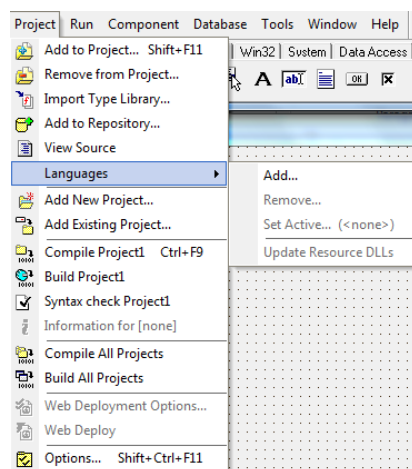 Project Run Component Database Tools Window Help
Add to Project... Shift+F11
Win32 System Data Access
Remove from Project...
A ab OK
Import Type Library...
Add to Repository...
View Source
Languages
Add...
Add New Project...
Remove...
Add Existing Project...
Set Active... (<none>)
Compile Project1 Ctrl+F9
Update Resource DLLs
Build Project1
Syntax check Project1
Information for [none]
Compile All Projects
Build All Projects
Web Deployment Options...
Web Deploy
Options... Shift+Ctrl+F11